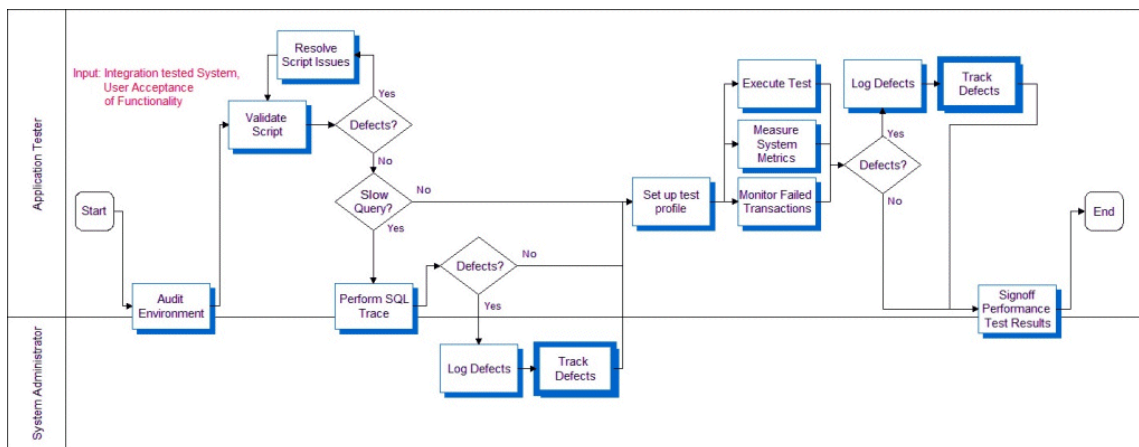 Application Tester
System Administrator
Input: Integration tested System,
User Acceptance
of Functionality
Start
Audit
Environment
Validate
Script
Resolve
Script Issues
Defects?
Yes
No
Slow
Query?
No
Yes
Perform SQL
Trace
Defects?
No
Yes
Log Defects
Track
Defects
Set up test
profile
Execute Test
Measure
System
Metrics
Monitor Failed
Transactions
Defects?
Yes
No
Log Defects
Track
Defects
Signoff
Performance
Test Results
End